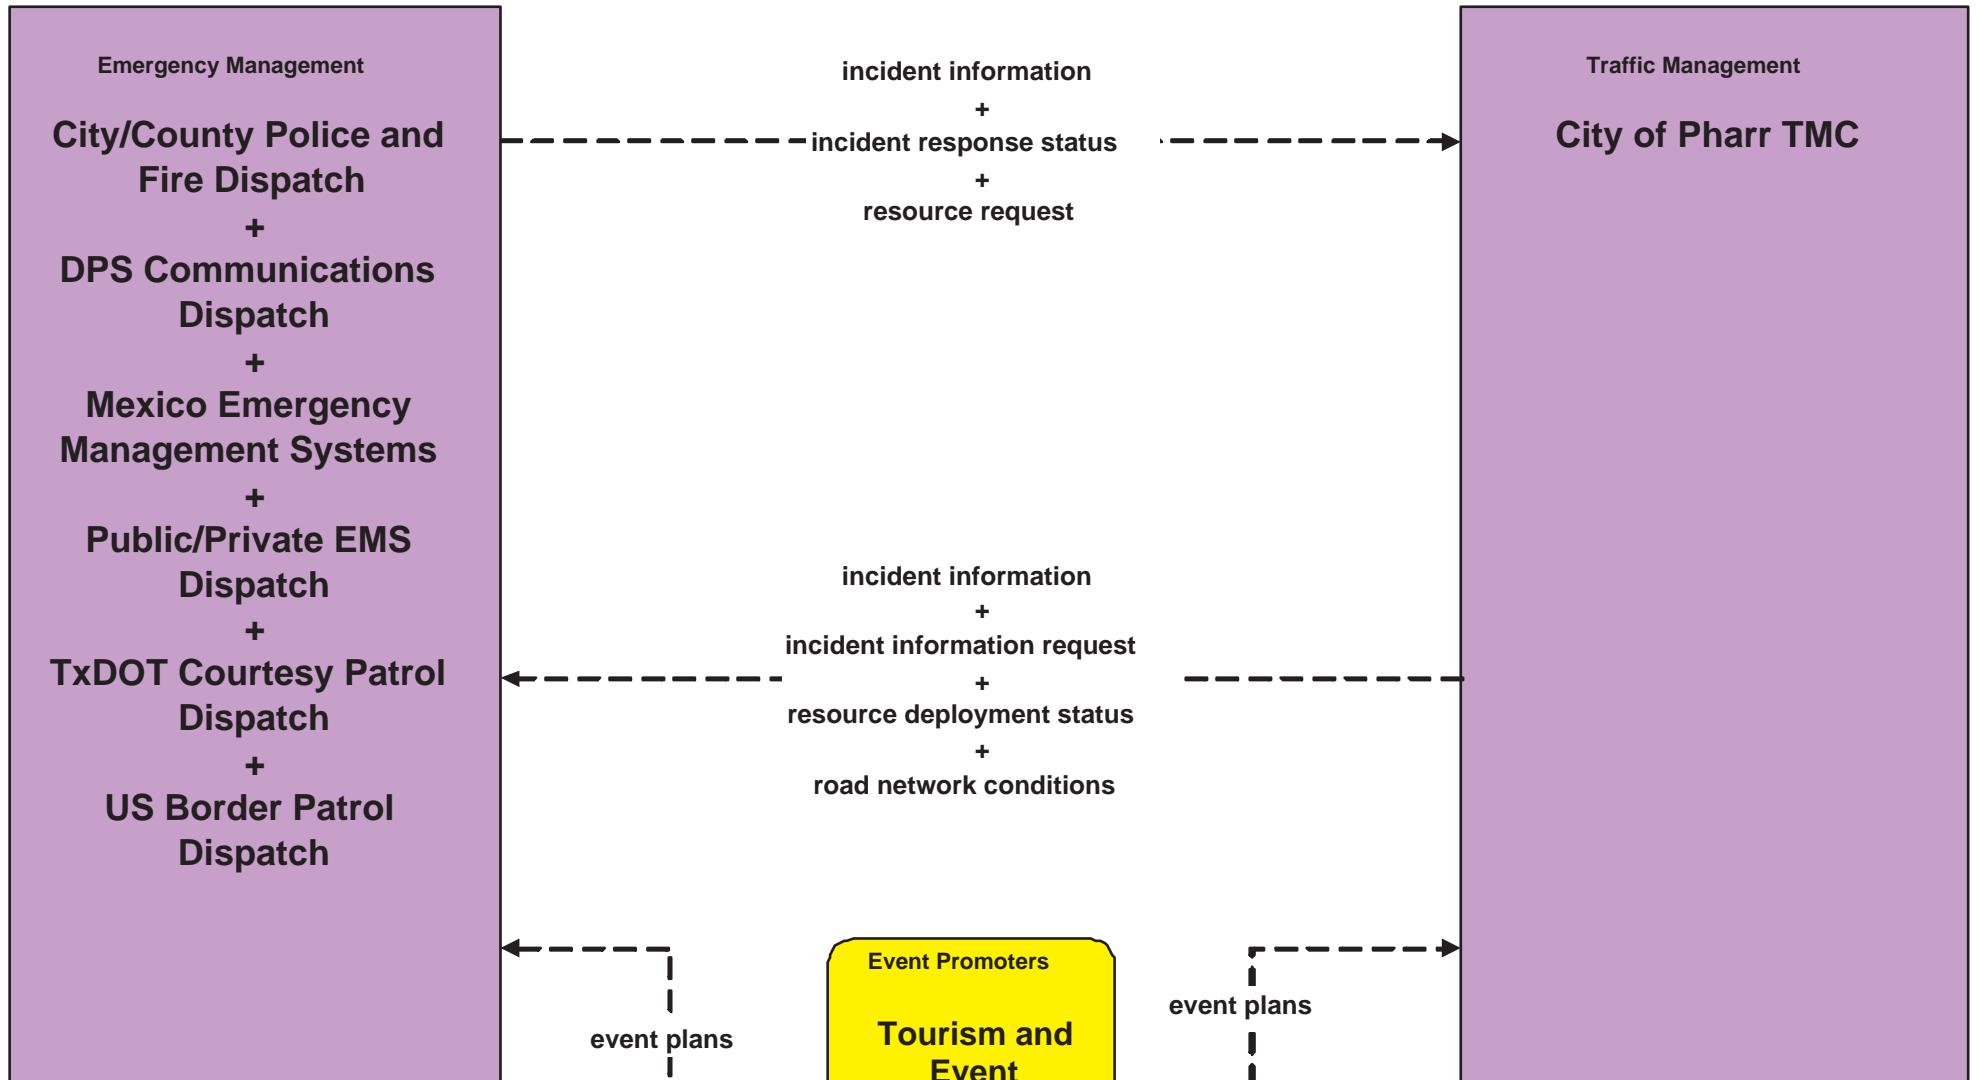 Emergency Management
City/County Police and
Fire Dispatch
+
DPS Communications
Dispatch
+
Mexico Emergency
Management Systems
+
Public/Private EMS
Dispatch
+
TxDOT Courtesy Patrol
Dispatch
+
US Border Patrol
Dispatch
incident information
+
incident response status
+
resource request
incident information
+
incident information request
+
resource deployment status
+
road network conditions
Traffic Management
City of Pharr TMC
event plans
Event Promoters
Tourism and
Event
event plans